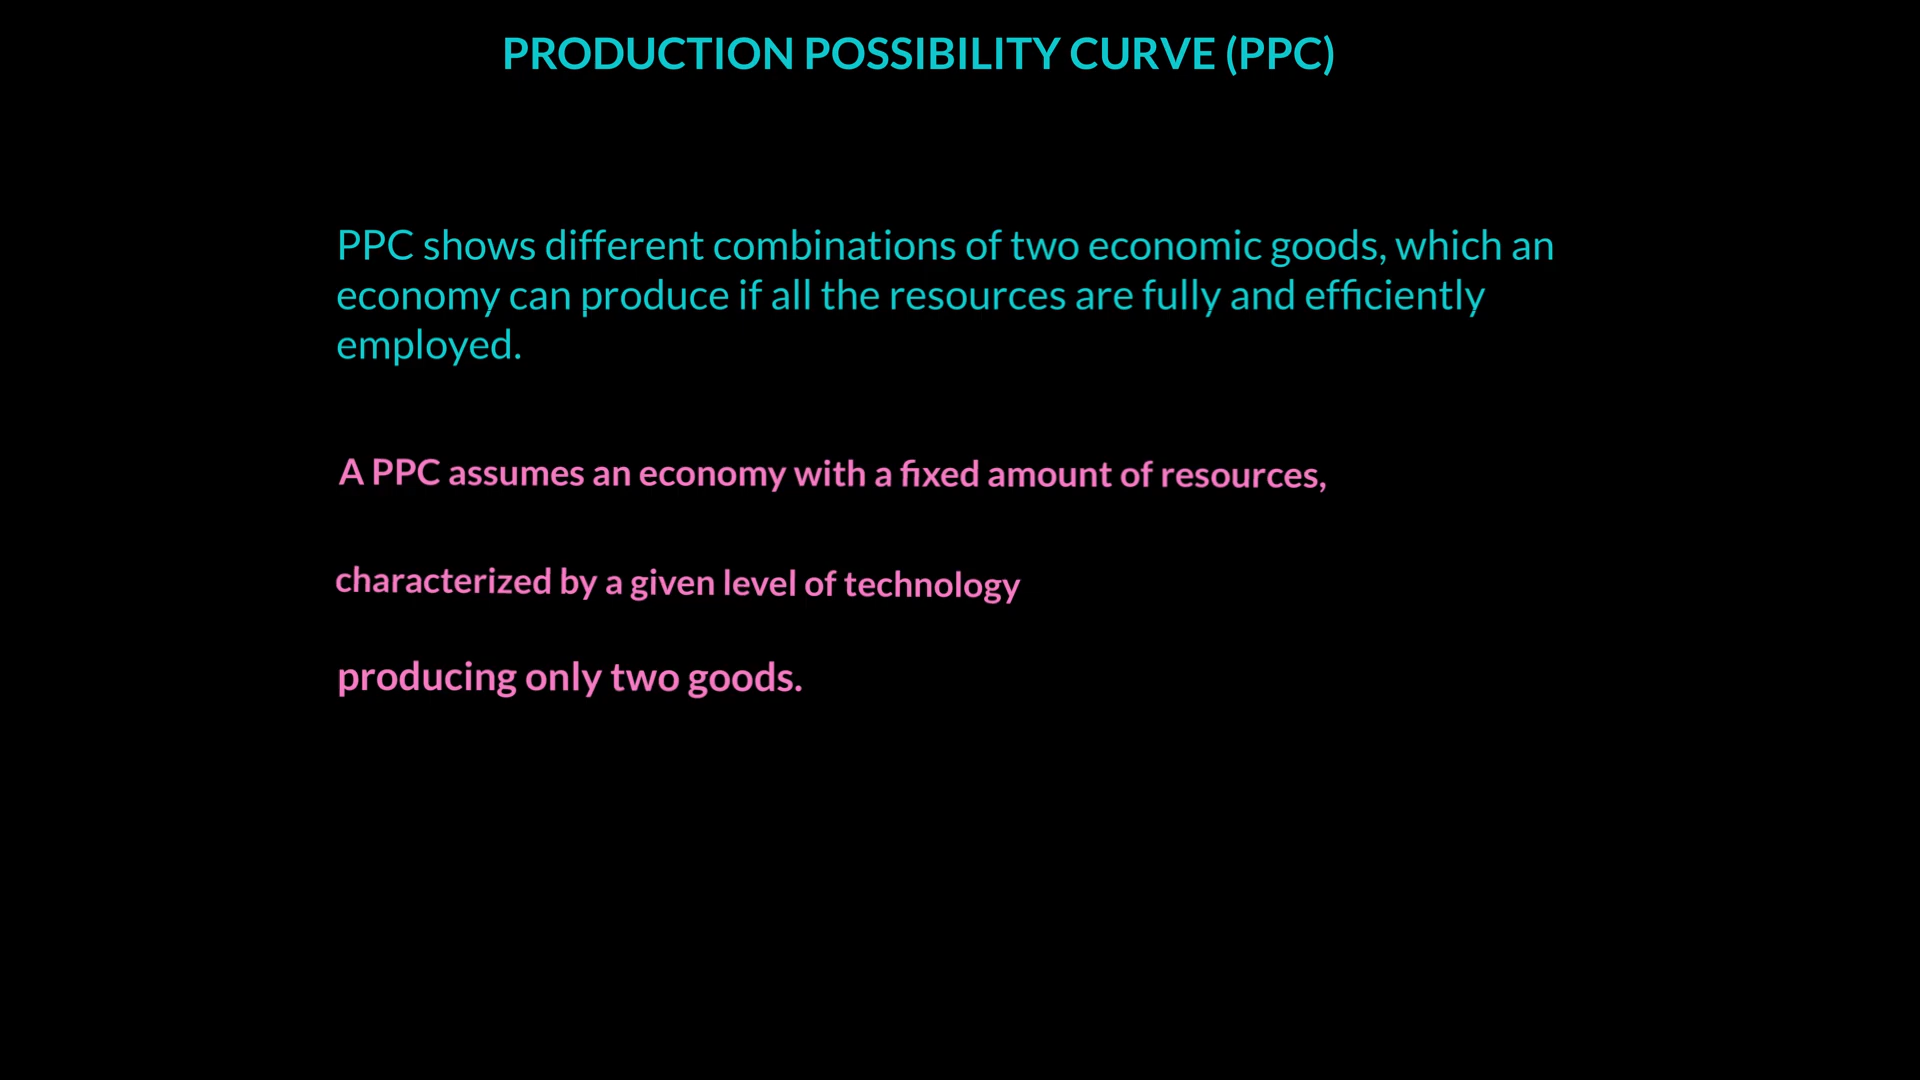 PRODUCTION POSSIBILITY CURVE (PPC)
PPC shows different combinations of two economic goods, which an
economy can produce if all the resources are fully and efficiently
employed.
A PPC assumes an economy with a fixed amount of resources,
characterized by a given level of technology
producing only two goods.